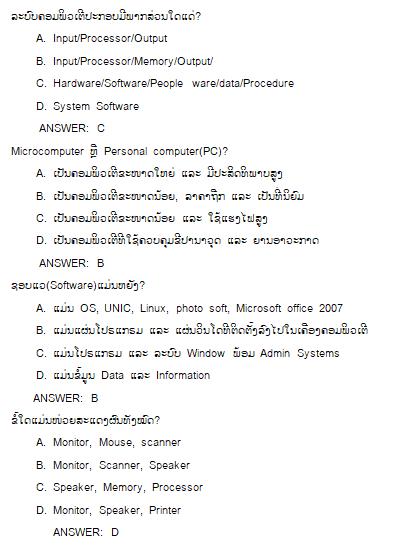 ລະບົບຄອມພິວເຕີປະກອບມີພາກສ່ວນໃດແດ່?
A. Input/Processor/Output
B. Input/Processor/Memory/Output/
C. Hardware/Software/People ware/data/Procedure
D. System Software
ANSWER: C
Microcomputer ຫຼື Personal computer(PC)?
A. ເປັນຄອມພິວເຕີຂະໜາດໃຫຍ່ ແລະ ມີປະສິດທິພາບສູງ
B. ເປັນຄອມພິວເຕີຂະໜາດນ້ອຍ, ລາຄາຖືກ ແລະ ເປັນທີ່ນິຍົມ
C. ເປັນຄອມພິວເຕີຂະໜາດນ້ອຍ ແລະ ໃຊ້ແຮງໄຟສູງ
D. ເປັນຄອມພິວເຕີທີ່ໃຊ້ຄວບຄຸມຂີປານາວຸດ ແລະ ຍານອາວະກາດ
ANSWER: B
ຊອບແວ(Software)ແມ່ນຫຍັງ?
A. ແມ່ນ OS, UNIC, Linux, photo soft, Microsoft office 2007
B. ແມ່ນແຜ່ນໂປຣແກຣມ ແລະ ແຜ່ນວິນໂດທີ່ຕິດຕັ້ງລົງໄປໃນເຄື່ອງຄອມພິວເຕີ
C. ແມ່ນໂປຣແກຣມ ແລະ ລະບົບ Window ພ້ອມ Admin Systems
D. ແມ່ນຂໍ້ມູນ Data ແລະ Information
ANSWER: B
ຂໍ້ໃດແມ່ນໜ່ວຍສະແດງຜົນທັງໝົດ?
A. Monitor, Mouse, scanner
B. Monitor, Scanner, Speaker
C. Speaker, Memory, Processor
D. Monitor, Speaker, Printer
ANSWER: D